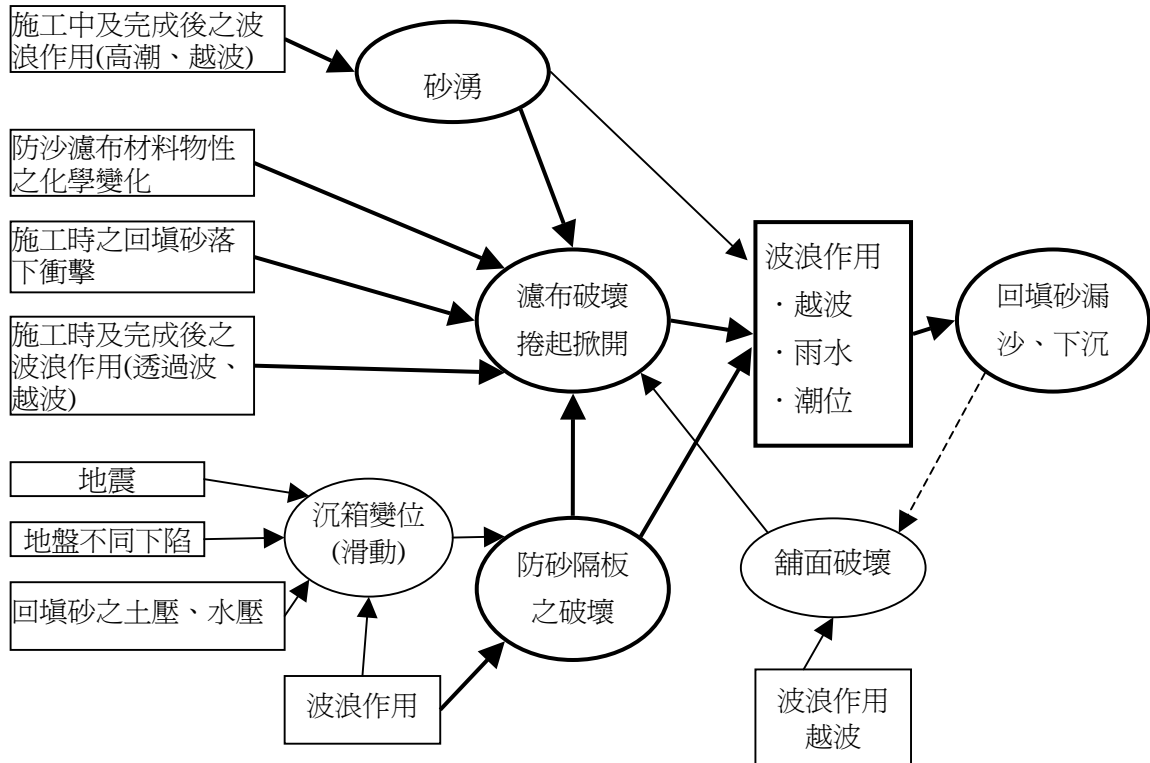 施工中及完成後之波
浪作用(高潮、越波)
砂湧
防沙濾布材料物性
之化學變化
施工時之回填砂落
下衝擊
施工時及完成後之
波浪作用(透過波、
越波)
濾布破壞
捲起掀開
波浪作用
．越波
．雨水
．潮位
回填砂漏
沙、下沉
地震
地盤不同下陷
回填砂之土壓、水壓
沉箱變位
(滑動)
防砂隔板
之破壞
舖面破壞
波浪作用
波浪作用
越波